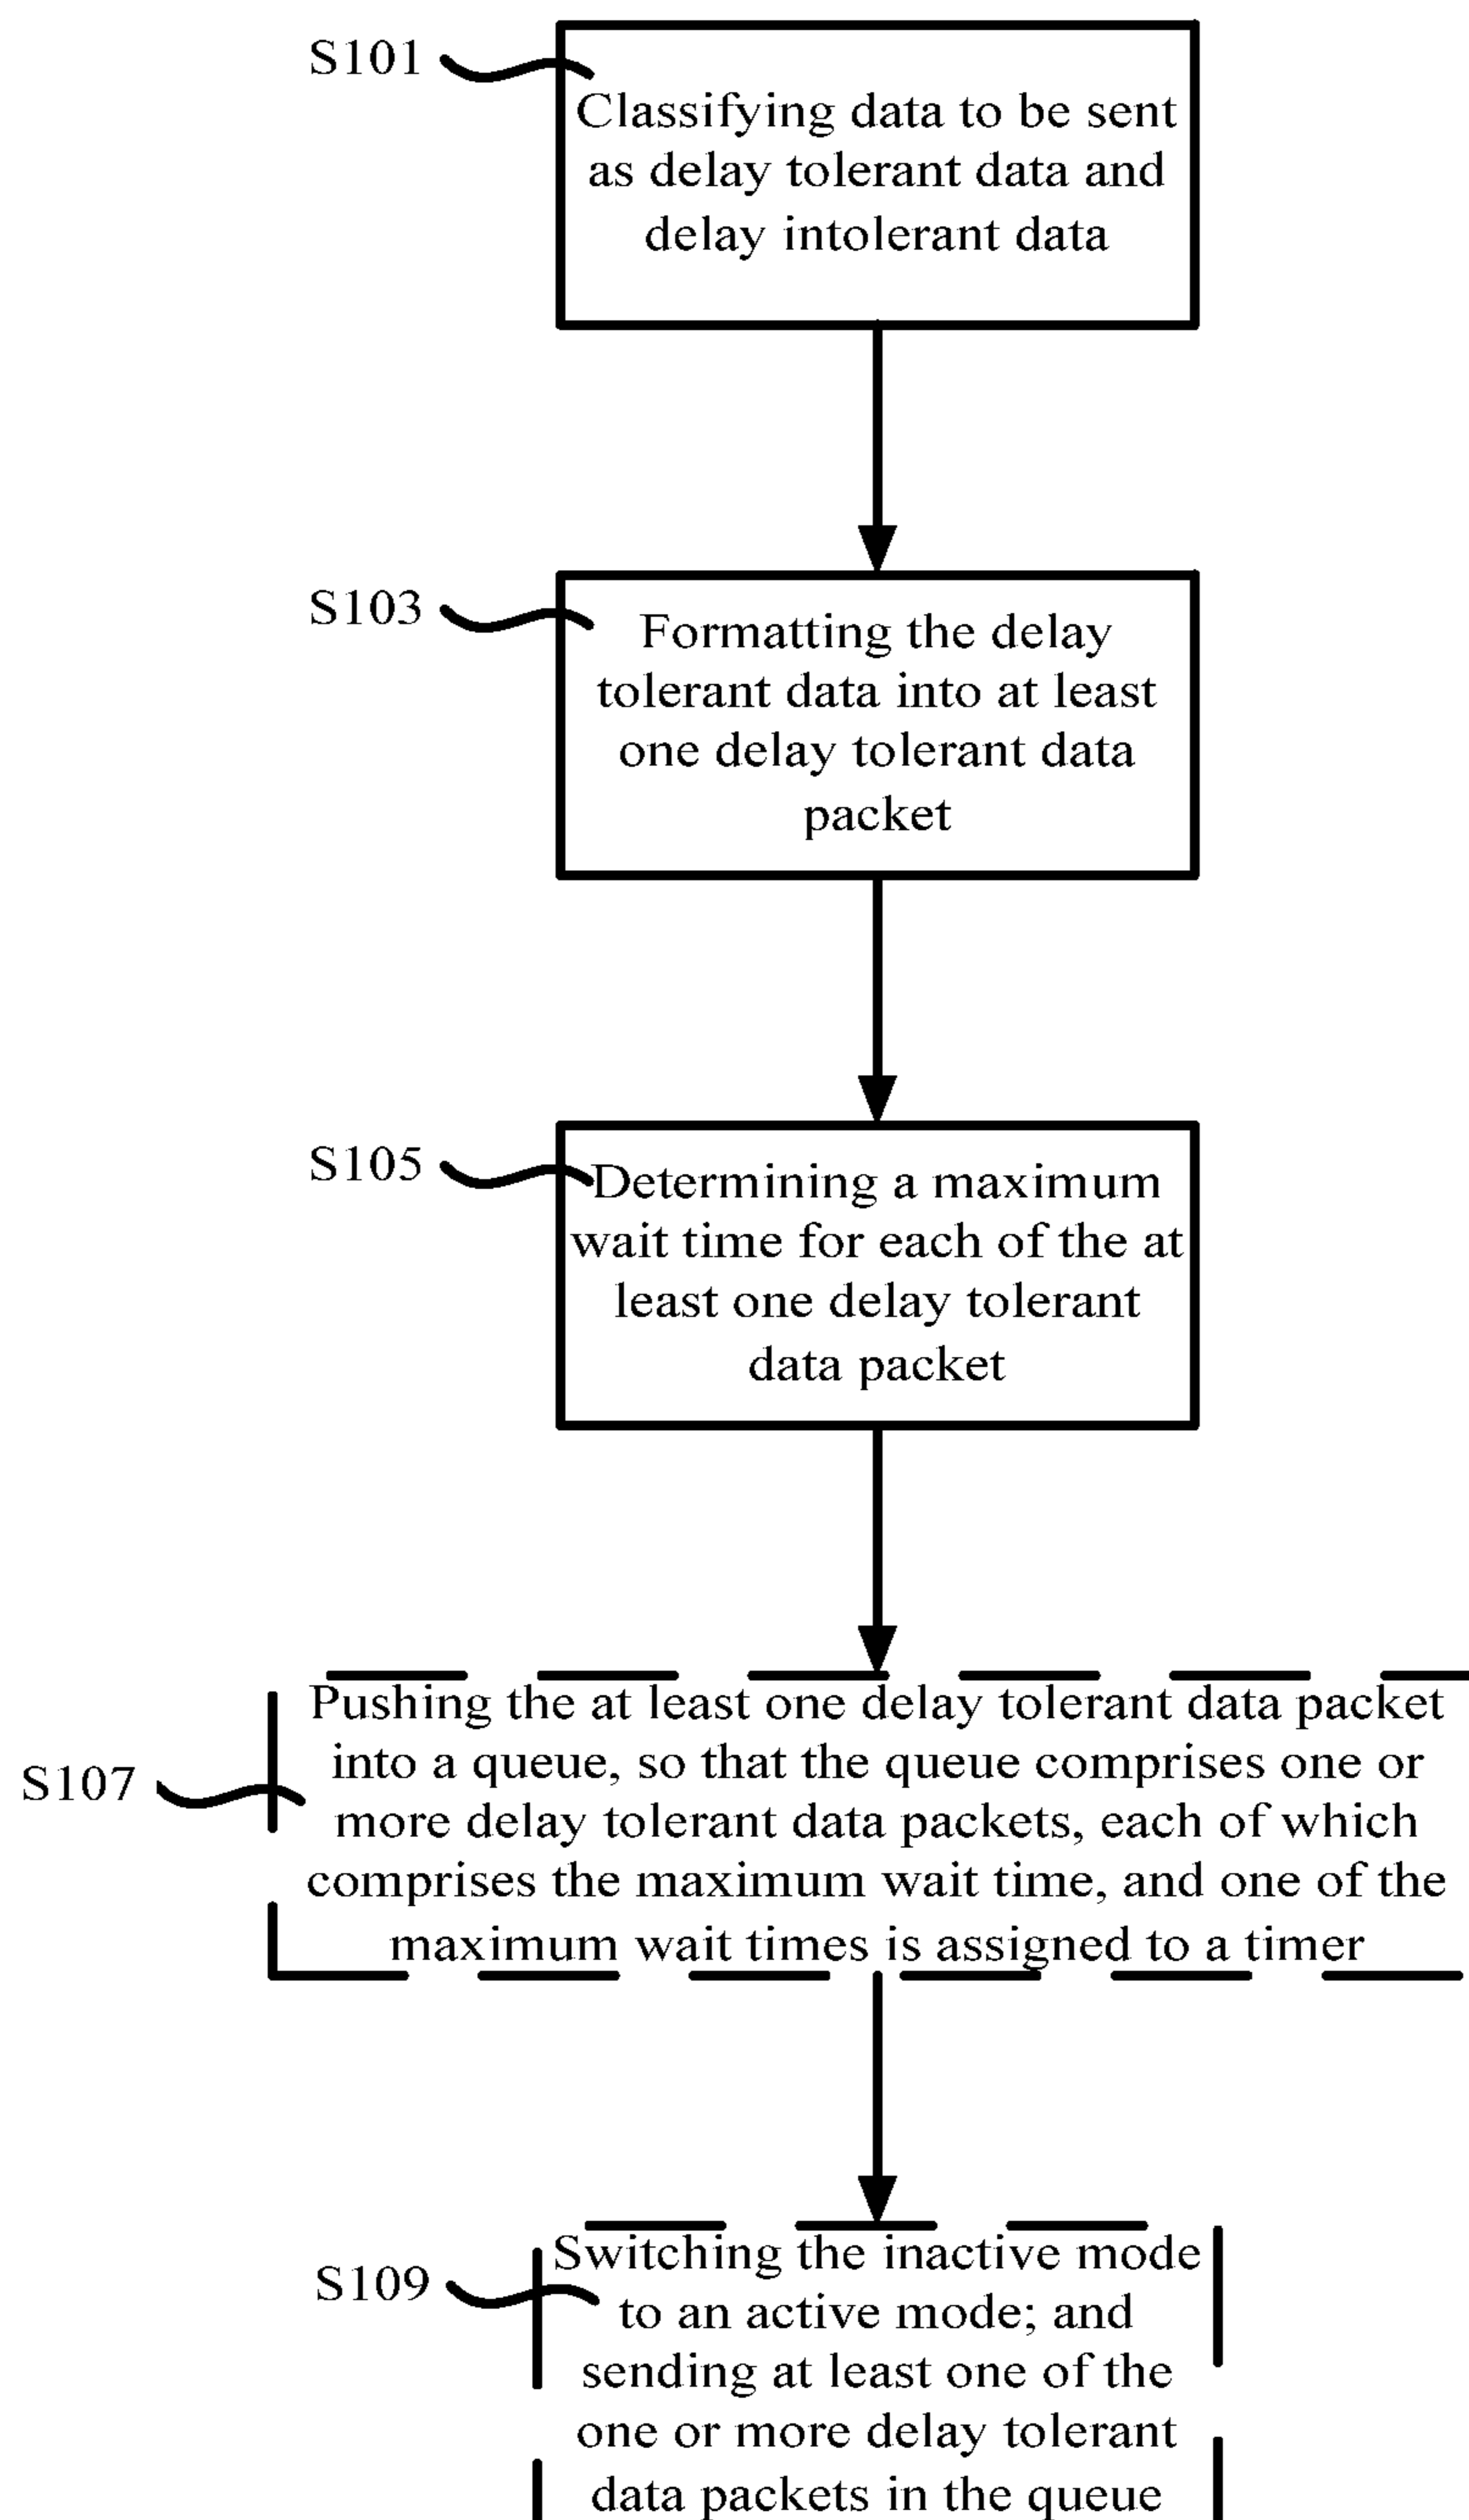 S101
Classifying data to be sent
as delay tolerant data and
delay intolerant data
S103
Formatting the delay
tolerant data into at least
one delay tolerant data
packet
S105
Determining a maximum
wait time for each of the at
least one delay tolerant
data packet
S107
Pushing the at least one delay tolerant data packet
into a queue, so that the queue comprises one or
more delay tolerant data packets, each of which
comprises the maximum wait time, and one of the
maximum wait times is assigned to a timer
S109
Switching the inactive mode
to an active mode; and
sending at least one of the
one or more delay tolerant
data packets in the queue